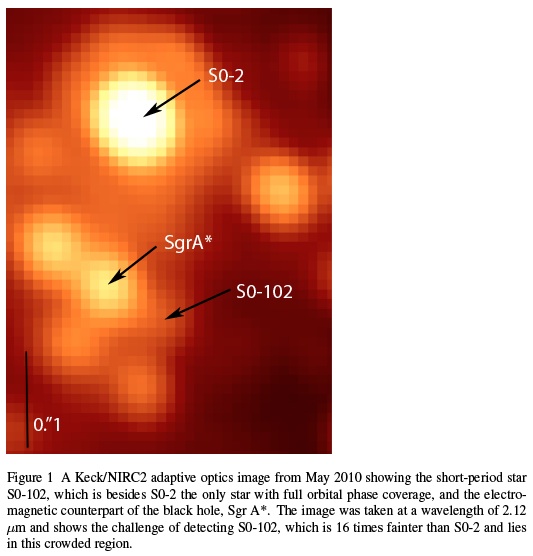 S0-2
SgrA*
S0-102
0."1
Figure 1 A Keck/NIRC2 adaptive optics image from May 2010 showing the short-period star
S0-102, which is besides S0-2 the only star with full orbital phase coverage, and the electro-
magnetic counterpart of the black hole, Sgr A*. The image was taken at a wavelength of 2.12
μm and shows the challenge of detecting S0-102, which is 16 times fainter than S0-2 and lies
in this crowded region.